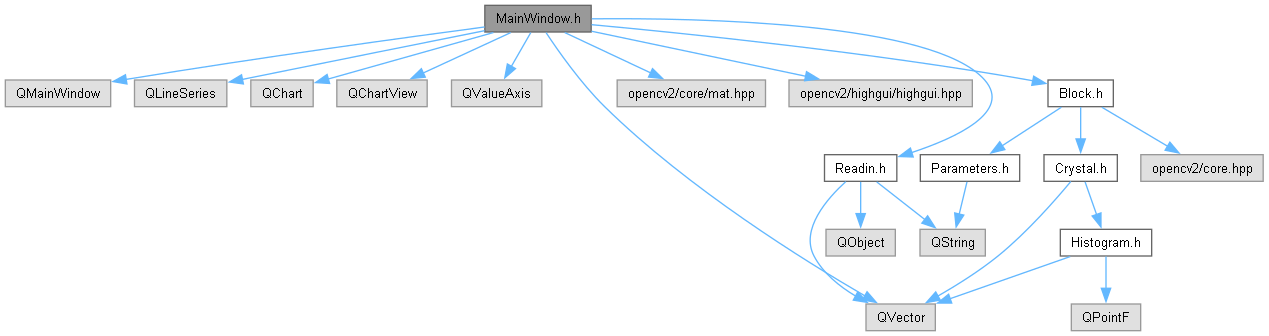 MainWindow.h
QMainWindow
QLineSeries
QChart
QChartView
QValueAxis
opencv2/core/mat.hpp
opencv2/highgui/highgui.hpp
Block.h
Readin.h
Parameters.h
Crystal.h
opencv2/core.hpp
QObject
QString
Histogram.h
QVector
QPointF